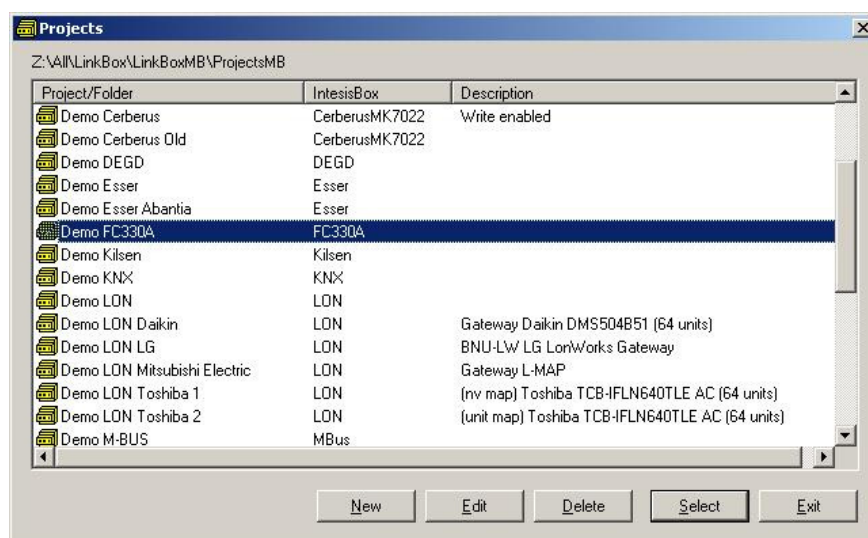 Projects
Z:\All\LinkBox\LinkBoxMB\ProjectsMB
Project/Folder IntesisBox Description
Demo Cerberus CerberusMK7022 Write enabled
Demo Cerberus Old CerberusMK7022
Demo DEGD DEGD
Demo Esser Esser
Demo Esser Abantia Esser
Demo FC330A FC330A
Demo Kilsen Kilsen
Demo KNX KNX
Demo LON LON
Demo LON Daikin LON Gateway Daikin DMS504B51 (64 units)
Demo LON LG LON BNU-LW LG LonWorks Gateway
Demo LON Mitsubishi Electric LON Gateway L-MAP
Demo LON Toshiba 1 LON (nv map) Toshiba TCB-IFLN640TLE AC (64 units)
Demo LON Toshiba 2 LON (unit map) Toshiba TCB-IFLN640TLE AC (64 units)
Demo M-BUS MBus
New Edit Delete Select Exit